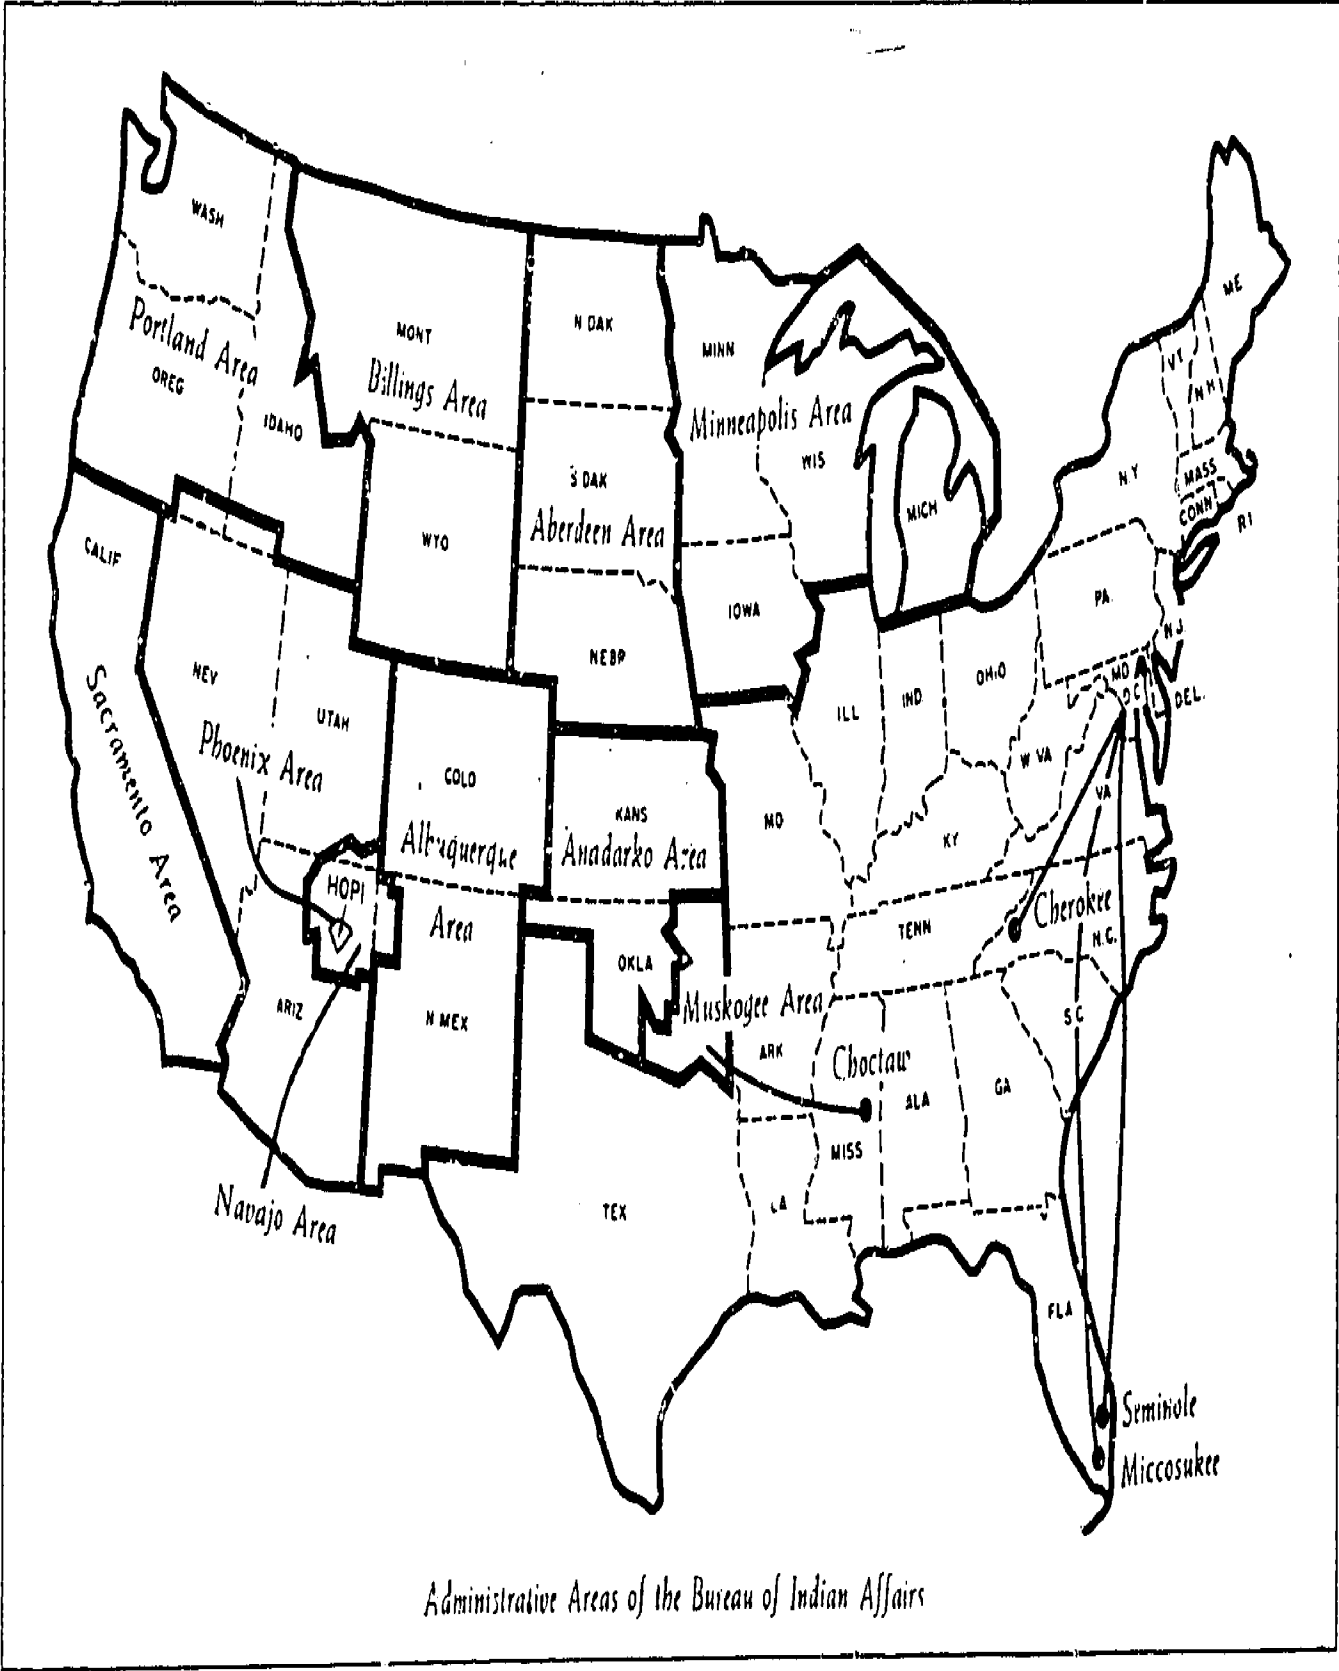 WASH
Portland Area
OREG
IDAHO
MONT
Billings Area
WYO
N DAK
S DAK
Aberdeen Area
NEBR
MINN
Minneapolis Area
WIS
MICH
IOWA
ME
VT
N H
MASS
CONN
RI
N.Y
PA.
N J
MD
D C
DEL.
OHIO
IND
ILL
W VA
VA
KY
CALIF
Sacramento Area
NEV
UTAH
Phoenix Area
COLO
Albuquerque
Area
KANS
Anadarko Area
MO
HOPI
ARIZ
N MEX
OKLA
Muskogee Area
ARK
TENN
Cherokee
N.C.
S C
Choctaw
MISS
ALA
GA
Navajo Area
TEX
LA
FLA
Seminole
Miccosukee
Administrative Areas of the Bureau of Indian Affairs